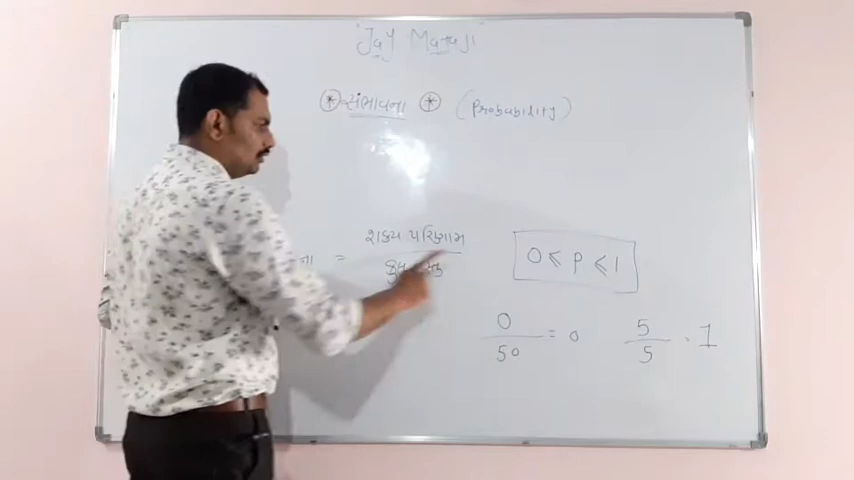 "Jay Mataji"
* સંભાવના * (Probability)
ના = શક્ય પરિણામ
0 ≤ P ≤ 1
0/50 = 0
5/5 = 1